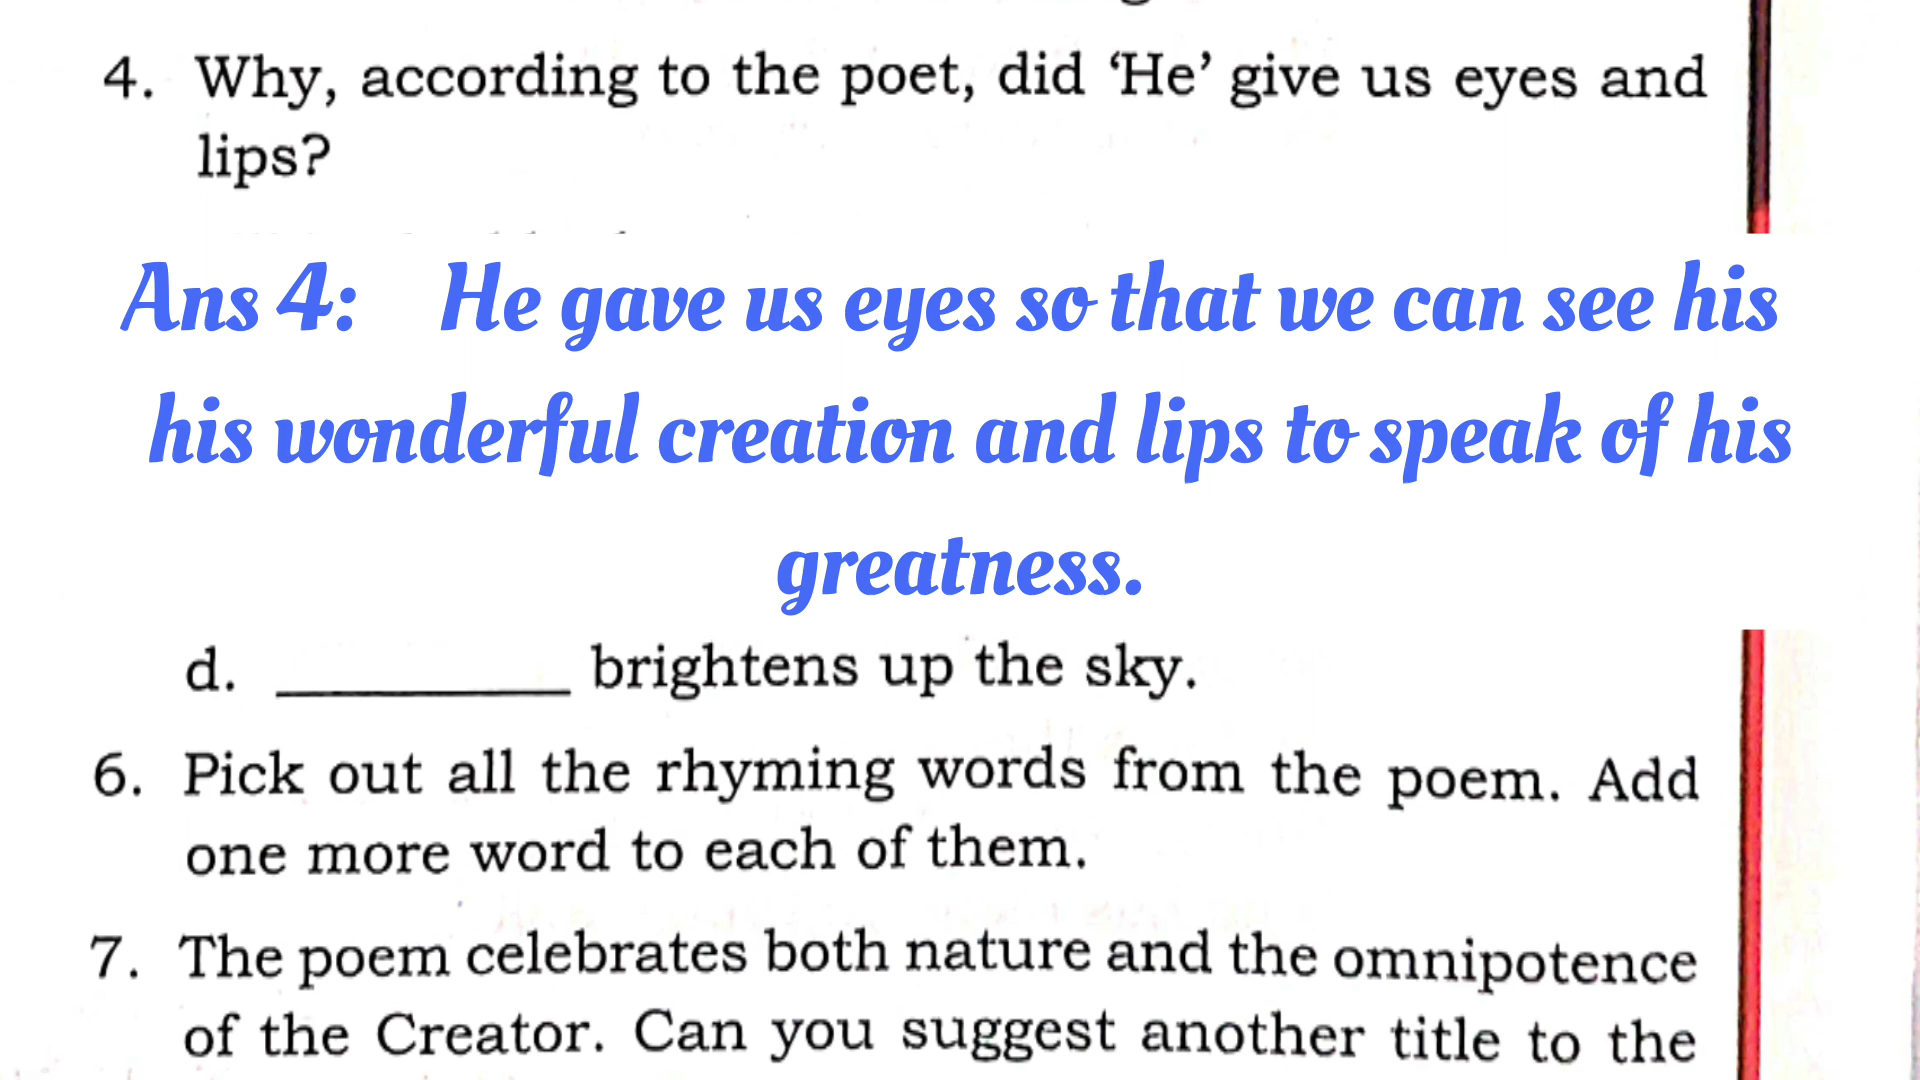 4. Why, according to the poet, did ‘He’ give us eyes and
lips?
Ans 4: He gave us eyes so that we can see his
his wonderful creation and lips to speak of his
greatness.
d. __________ brightens up the sky.
6. Pick out all the rhyming words from the poem. Add
one more word to each of them.
7. The poem celebrates both nature and the omnipotence
of the Creator. Can you suggest another title to the